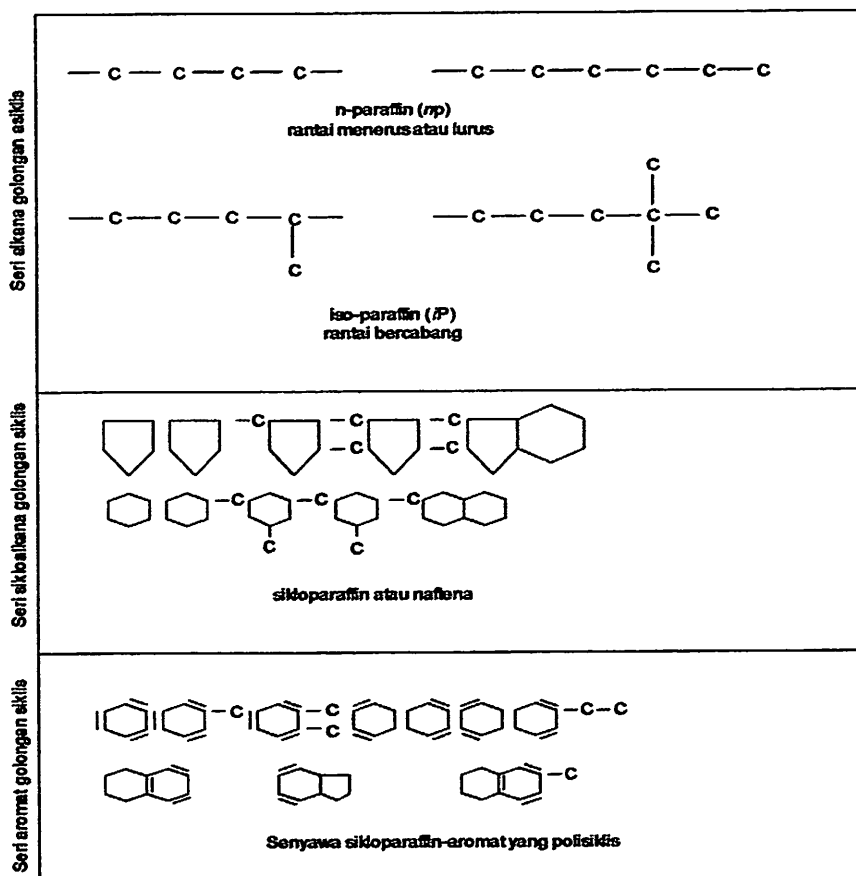 Seri alkana golongan asiklis
— C — C — C — C — — C — C — C — C — C — C
n-paraffin (np)
rantai menerus atau lurus
C
— C — C — C — C — — C — C — C — C — C
C C
iso-paraffin (iP)
rantai bercabang
Seri sikloalkana golongan siklis
–C –C –C
–C –C
–C –C –C
C C
sikloparaffin atau naftena
Seri aromat golongan siklis
–C –C –C–C
–C
–C
Senyawa sikloparaffin-aromat yang polisiklis